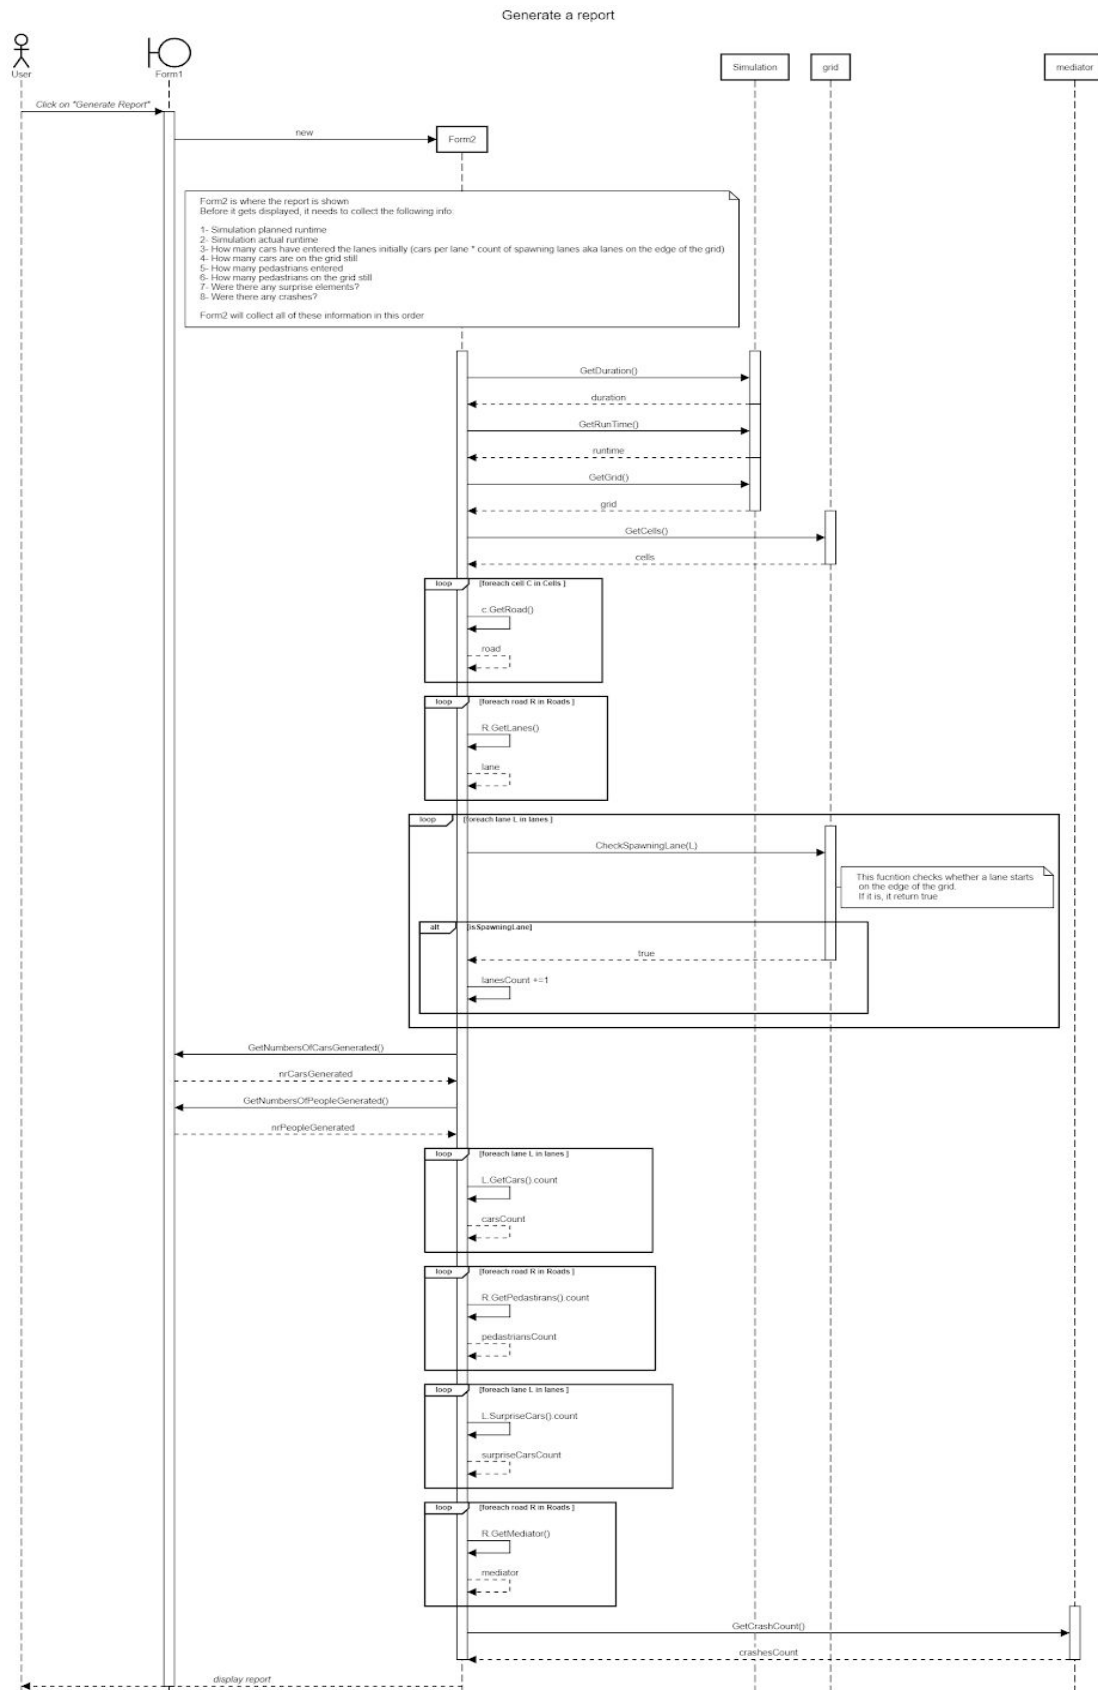 Generate a report
User
Form1
Simulation
grid
mediator
Click on "Generate Report"
new
Form2
Form2 is where the report is shown
Before it gets displayed, it needs to collect the following info:
1- Simulation planned runtime
2- Simulation actual runtime
3- How many cars have entered the lanes initially (cars per lane * count of spawning lanes aka lanes on the edge of the grid)
4- How many cars are on the grid still
5- How many pedastrians entered
6- How many pedastrians on the grid still
7- Were there any surprise elements?
8- Were there any crashes?
Form2 will collect all of these information in this order
GetDuration()
duration
GetRunTime()
runtime
GetGrid()
grid
GetCells()
cells
loop [foreach cell C in Cells ]
c.GetRoad()
road
loop [foreach road R in Roads ]
R.GetLanes()
lane
loop [foreach lane L in lanes ]
CheckSpawningLane(L)
This fucntion checks whether a lane starts
on the edge of the grid.
If it is, it return true
alt [isSpawningLane]
true
lanesCount +=1
GetNumbersOfCarsGenerated()
nrCarsGenerated
GetNumbersOfPeopleGenerated()
nrPeopleGenerated
loop [foreach lane L in lanes ]
L.GetCars().count
carsCount
loop [foreach road R in Roads ]
R.GetPedastirans().count
pedastriansCount
loop [foreach lane L in lanes ]
L.SurpriseCars().count
surpriseCarsCount
loop [foreach road R in Roads ]
R.GetMediator()
mediator
GetCrashCount()
crashesCount
display report